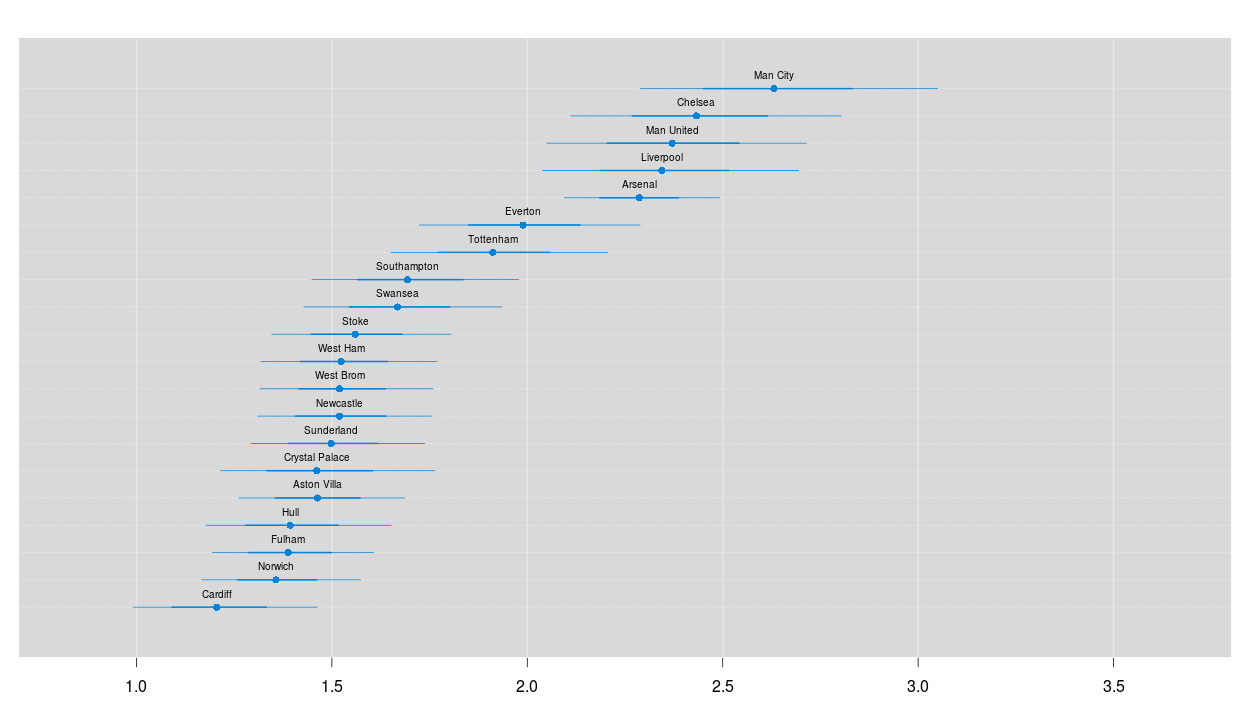 Man City
Chelsea
Man United
Liverpool
Arsenal
Everton
Tottenham
Southampton
Swansea
Stoke
West Ham
West Brom
Newcastle
Sunderland
Crystal Palace
Aston Villa
Hull
Fulham
Norwich
Cardiff
1.0 1.5 2.0 2.5 3.0 3.5